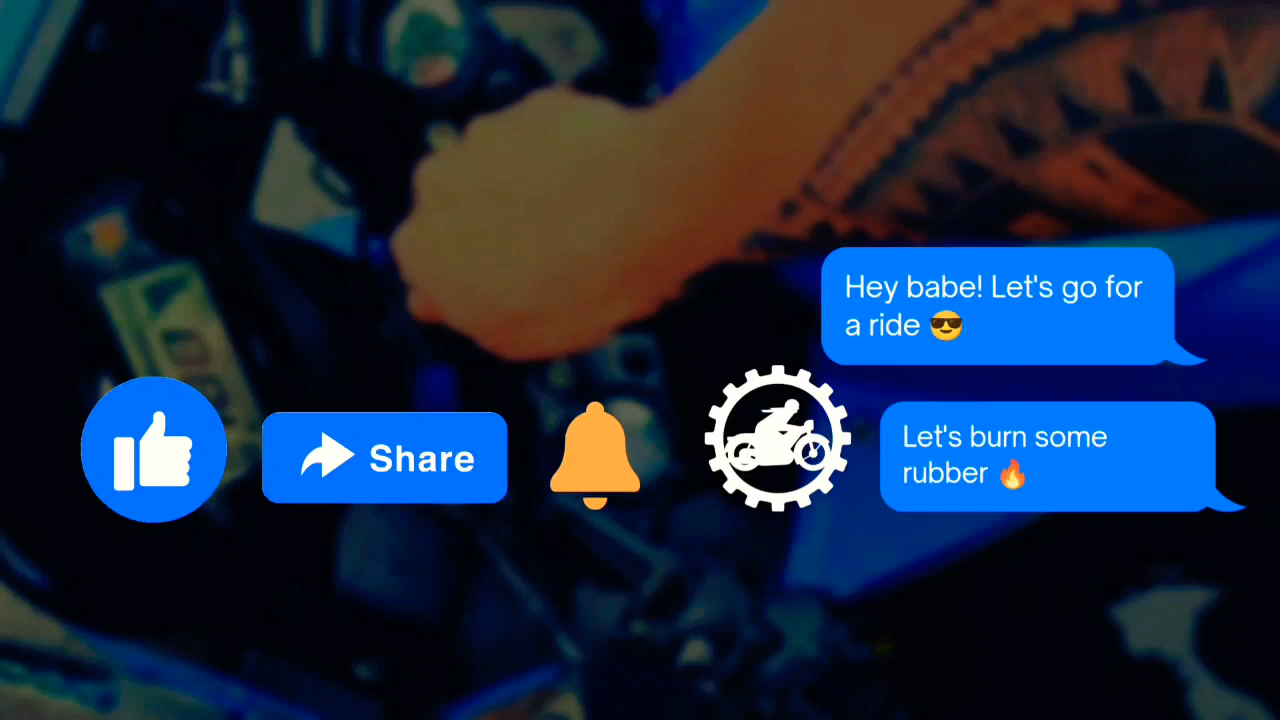 Hey babe! Let's go for
a ride 😎
Let's burn some
rubber 🔥
Share